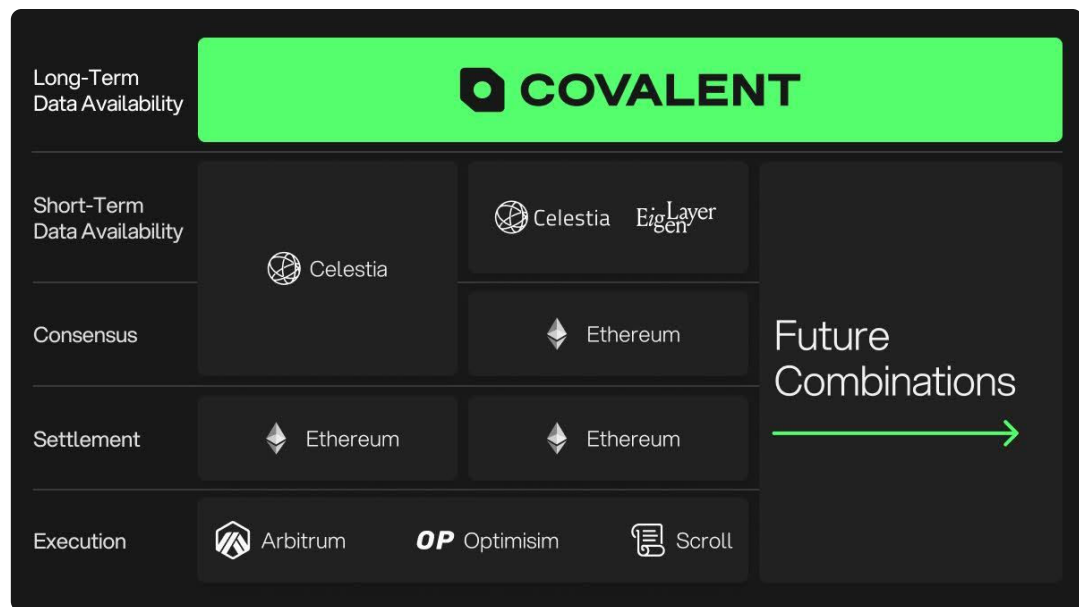 Long-Term
Data Availability
COVALENT
Short-Term
Data Availability
Celestia
Celestia EigenLayer
Consensus
Ethereum
Settlement
Ethereum
Ethereum
Execution
Arbitrum
OP Optimisim
Scroll
Future
Combinations